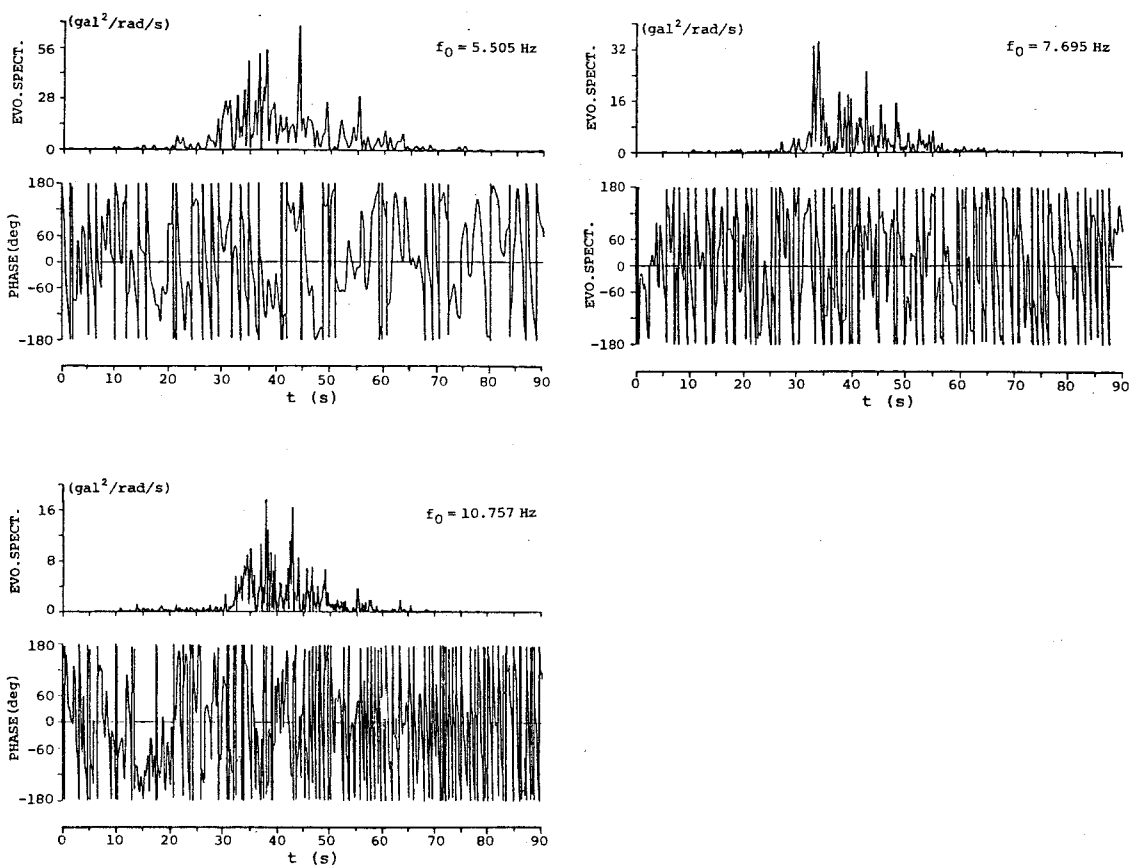 (gal²/rad/s)
f₀ = 5.505 Hz
EVO.SPECT.
56
28
0
PHASE(deg)
180
60
0
-60
-180
0 10 20 30 40 50 60 70 80 90
t (s)
(gal²/rad/s)
f₀ = 7.695 Hz
EVO.SPECT.
32
16
0
EVO.SPECT.
180
60
0
-60
-180
0 10 20 30 40 50 60 70 80 90
t (s)
(gal²/rad/s)
f₀ = 10.757 Hz
EVO.SPECT.
16
8
0
PHASE(deg)
180
60
0
-60
-180
0 10 20 30 40 50 60 70 80 90
t (s)